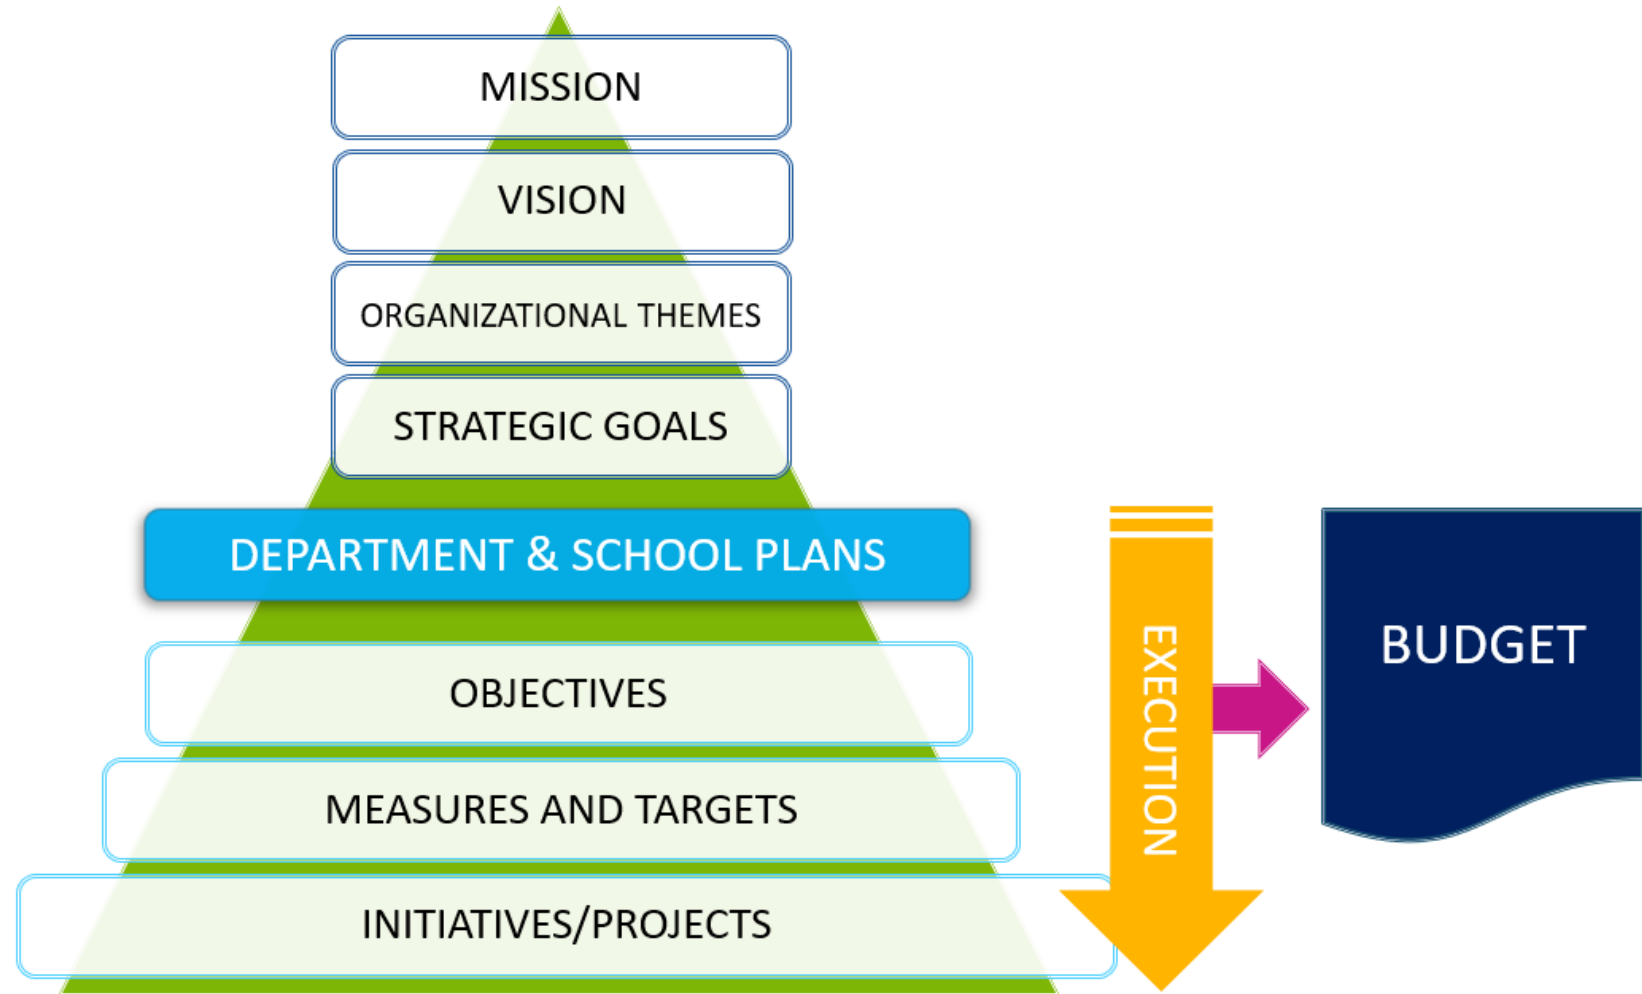 MISSION
VISION
ORGANIZATIONAL THEMES
STRATEGIC GOALS
DEPARTMENT & SCHOOL PLANS
OBJECTIVES
MEASURES AND TARGETS
INITIATIVES/PROJECTS
EXECUTION
BUDGET